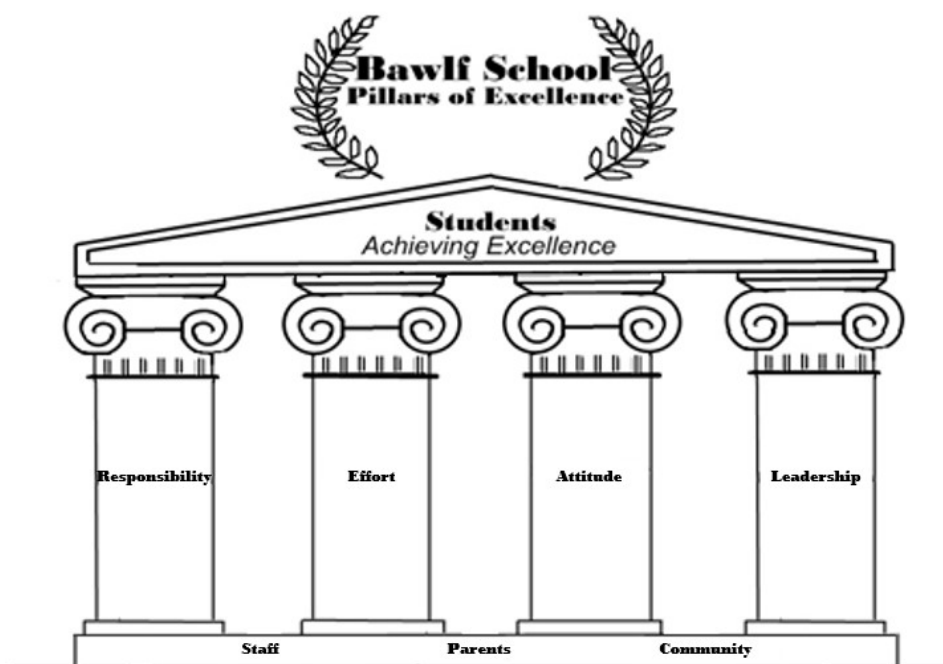 Bawlf School
Pillars of Excellence
Students
Achieving Excellence
Responsibility Effort Attitude Leadership
Staff Parents Community